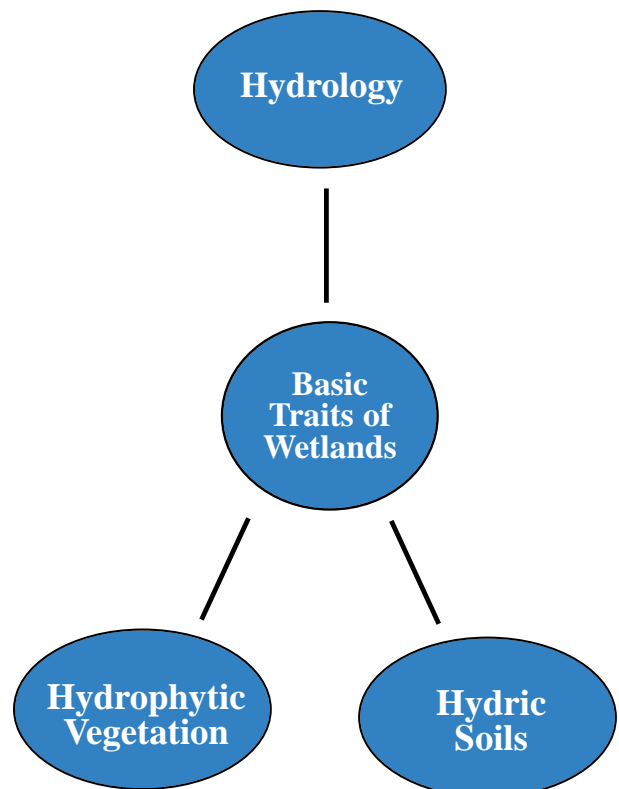 Hydrology
Basic
Traits of
Wetlands
Hydrophytic
Vegetation
Hydric
Soils